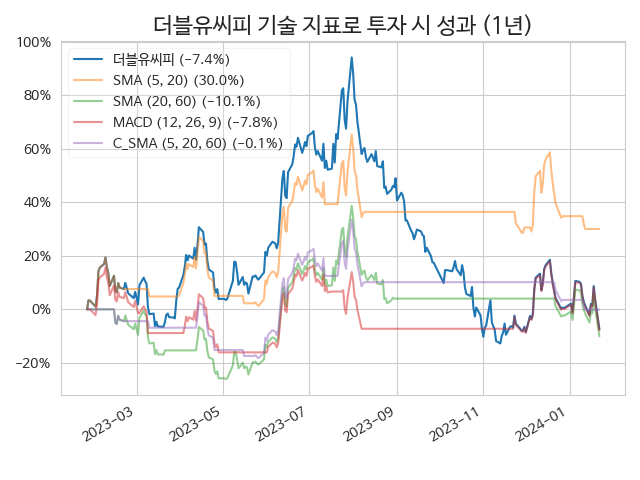 더블유씨피 기술 지표로 투자 시 성과 (1년)
100%
80%
60%
40%
20%
0%
−20%
더블유씨피 (−7.4%)
SMA (5, 20) (30.0%)
SMA (20, 60) (−10.1%)
MACD (12, 26, 9) (−7.8%)
C_SMA (5, 20, 60) (−0.1%)
2023−03
2023−05
2023−07
2023−09
2023−11
2024−01